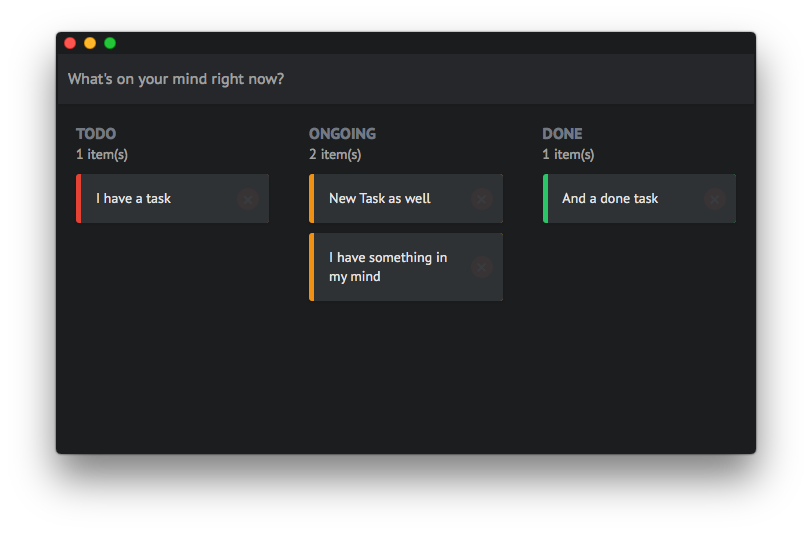 What's on your mind right now?
TODO
1 item(s)
I have a task
ONGOING
2 item(s)
New Task as well
I have something in
my mind
DONE
1 item(s)
And a done task